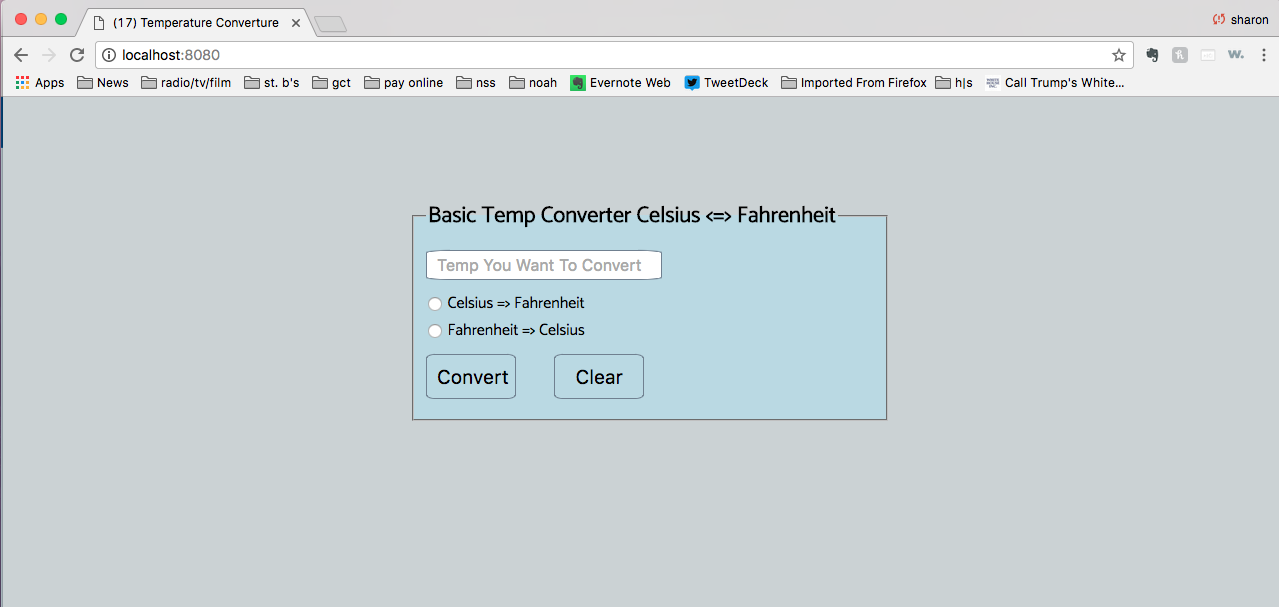 (17) Temperature Converture
sharon
localhost:8080
Apps News radio/tv/film st. b's gct pay online nss noah Evernote Web TweetDeck Imported From Firefox h|s Call Trump's White...
Basic Temp Converter Celsius <=> Fahrenheit
Temp You Want To Convert
Celsius => Fahrenheit
Fahrenheit => Celsius
Convert Clear